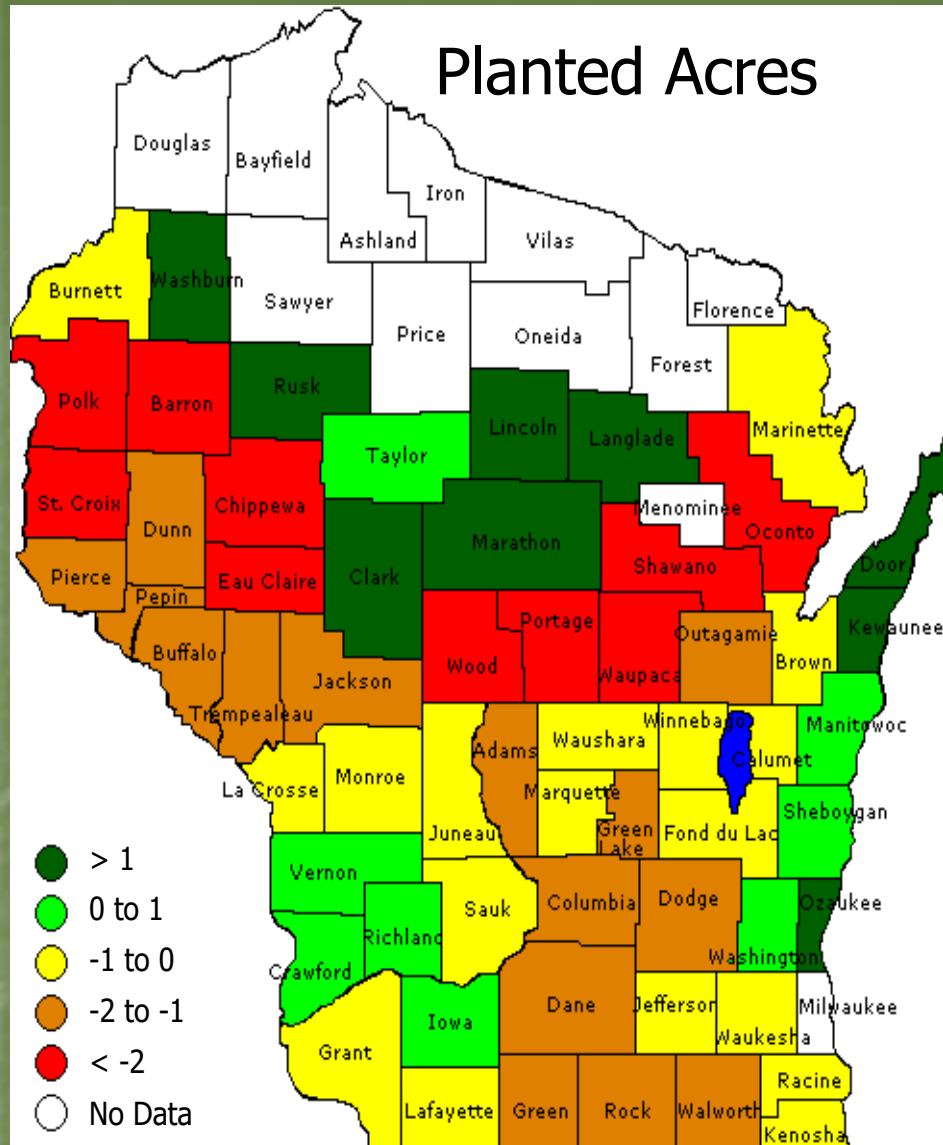 Planted Acres
Douglas
Bayfield
Iron
Ashland
Vilas
Burnett
Washburn
Sawyer
Price
Oneida
Florence
Forest
Polk
Barron
Rusk
Lincoln
Langlade
Marinette
Taylor
St. Croix
Dunn
Chippewa
Menominee
Oconto
Marathon
Clark
Shawano
Door
Pierce
Eau Claire
Pepin
Kewaunee
Buffalo
Portage
Outagamie
Wood
Waupaca
Brown
Jackson
Trempealeau
Winnebago
Manitowoc
Adams
Waushara
Calumet
La Crosse
Monroe
Marquette
Juneau
Green
Lake
Fond du Lac
Sheboygan
Vernon
Sauk
Columbia
Dodge
Ozaukee
Richland
Washington
Crawford
Iowa
Dane
Jefferson
Waukesha
Milwaukee
Grant
Lafayette
Green
Rock
Walworth
Racine
Kenosha
> 1
0 to 1
-1 to 0
-2 to -1
< -2
No Data